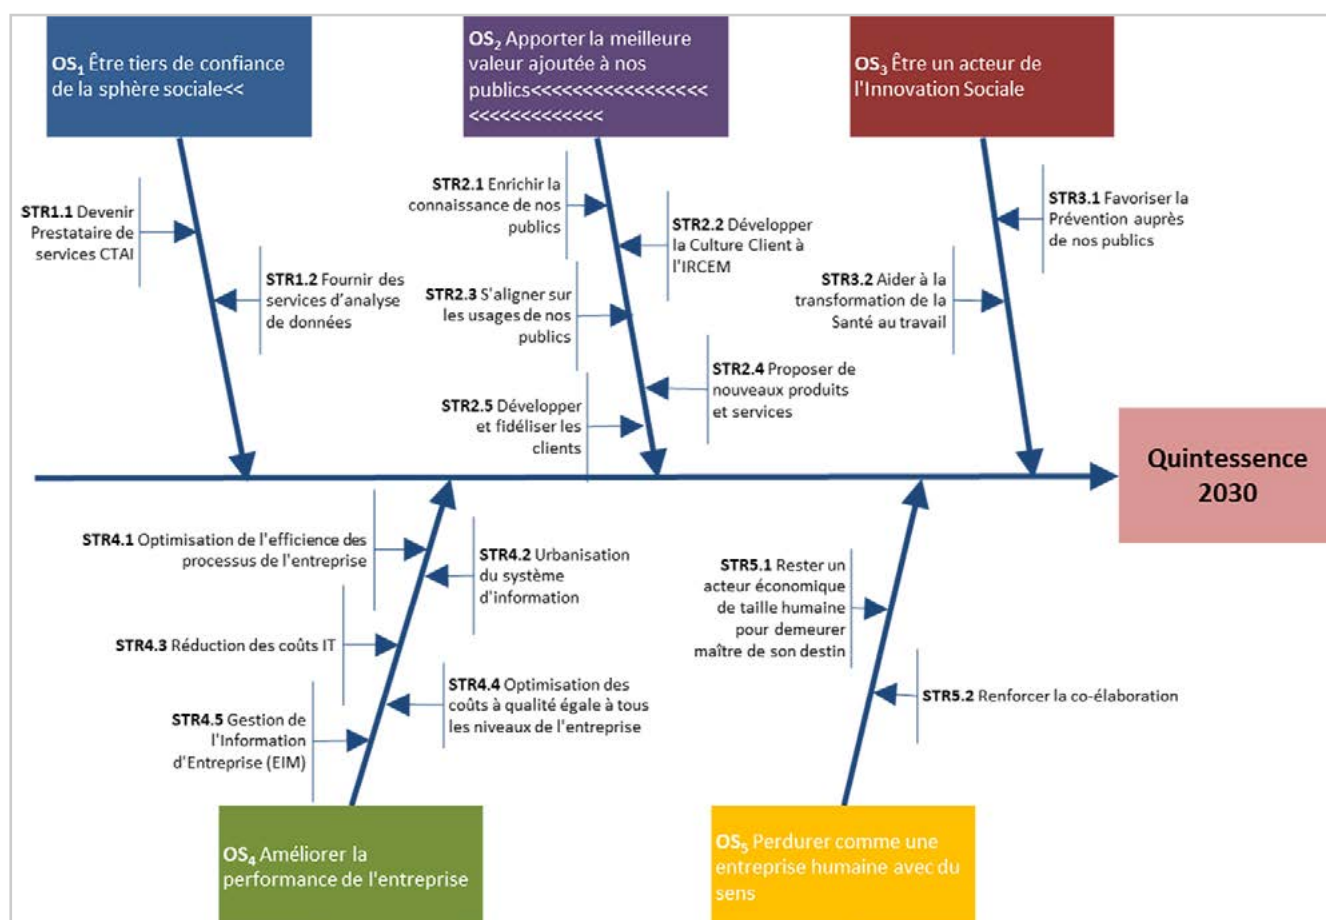 OS₁ Être tiers de confiance
de la sphère sociale<<
OS₂ Apporter la meilleure
valeur ajoutée à nos
publics<<<<<<<<<<<<<<<<<
<<<<<<<<<<<<<
OS₃ Être un acteur de
l'Innovation Sociale
STR1.1 Devenir
Prestataire de
services CTAI
STR1.2 Fournir des
services d'analyse
de données
STR2.1 Enrichir la
connaissance de nos
publics
STR2.2 Développer
la Culture Client à
l'IRCEM
STR2.3 S'aligner sur
les usages de nos
publics
STR2.4 Proposer de
nouveaux produits
et services
STR2.5 Développer
et fidéliser les
clients
STR3.1 Favoriser la
Prévention auprès
de nos publics
STR3.2 Aider à la
transformation de la
Santé au travail
Quintessence
2030
STR4.1 Optimisation de l'efficience des
processus de l'entreprise
STR4.2 Urbanisation
du système
d'information
STR4.3 Réduction des coûts IT
STR4.4 Optimisation des
coûts à qualité égale à tous
les niveaux de l'entreprise
STR4.5 Gestion de
l'Information
d'Entreprise (EIM)
STR5.1 Rester un
acteur économique
de taille humaine
pour demeurer
maître de son destin
STR5.2 Renforcer la co-élaboration
OS₄ Améliorer la
performance de l'entreprise
OS₅ Perdurer comme une
entreprise humaine avec du
sens